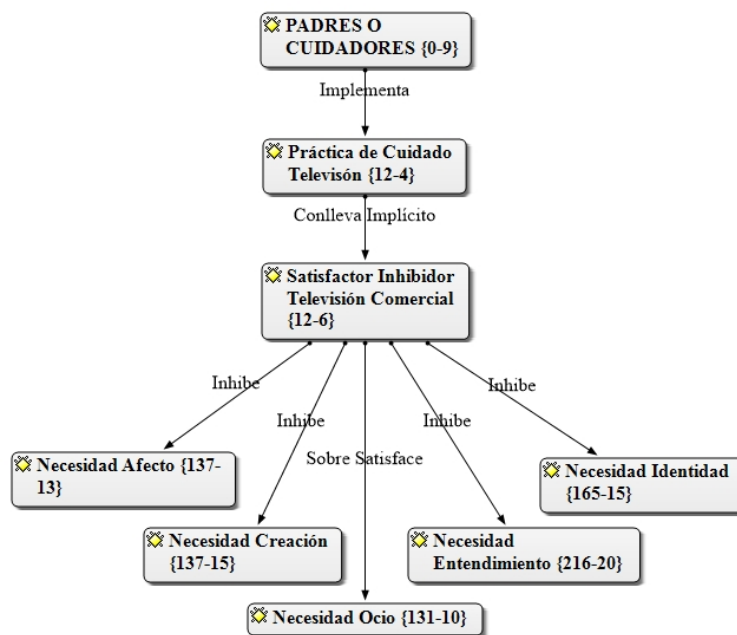 PADRES O
CUIDADORES {0-9}
Implementa
Práctica de Cuidado
Televisón {12-4}
Conlleva Implícito
Satisfactor Inhibidor
Televisión Comercial
{12-6}
Inhibe
Inhibe
Inhibe
Inhibe
Sobre Satisface
Necesidad Afecto {137-
13}
Necesidad Identidad
{165-15}
Necesidad Creación
{137-15}
Necesidad
Entendimiento {216-20}
Necesidad Ocio {131-10}